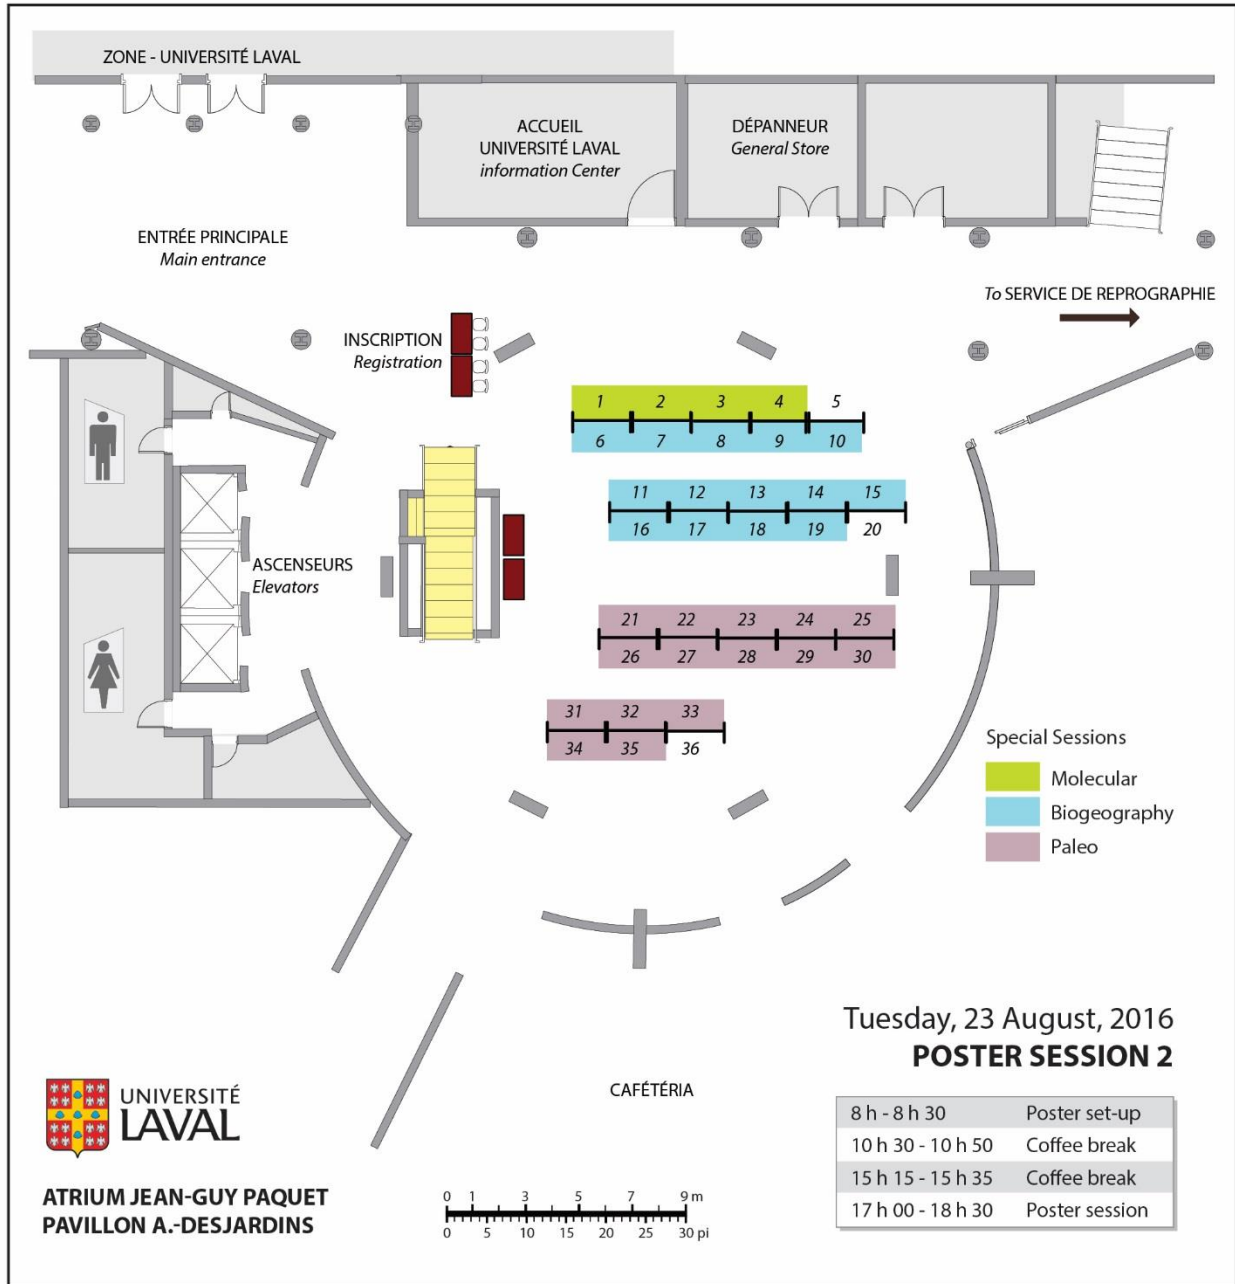 ZONE - UNIVERSITÉ LAVAL
ACCUEIL
UNIVERSITÉ LAVAL
information Center
DÉPANNEUR
General Store
ENTRÉE PRINCIPALE
Main entrance
To SERVICE DE REPROGRAPHIE
INSCRIPTION
Registration
1 2 3 4 5
6 7 8 9 10
11 12 13 14 15
16 17 18 19 20
ASCENSEURS
Elevators
21 22 23 24 25
26 27 28 29 30
31 32 33
34 35 36
Special Sessions
Molecular
Biogeography
Paleo
Tuesday, 23 August, 2016
POSTER SESSION 2
8 h - 8 h 30 Poster set-up
10 h 30 - 10 h 50 Coffee break
15 h 15 - 15 h 35 Coffee break
17 h 00 - 18 h 30 Poster session
CAFÉTÉRIA
UNIVERSITÉ
LAVAL
ATRIUM JEAN-GUY PAQUET
PAVILLON A.-DESJARDINS
0 1 3 5 7 9 m
0 5 10 15 20 25 30 pi